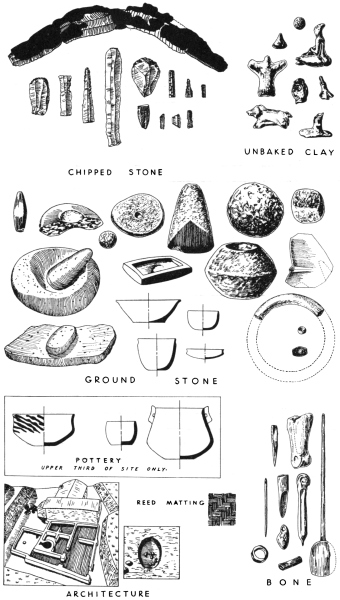 UNBAKED CLAY
CHIPPED STONE
GROUND STONE
POTTERY
UPPER THIRD OF SITE ONLY.
REED MATTING
ARCHITECTURE
BONE